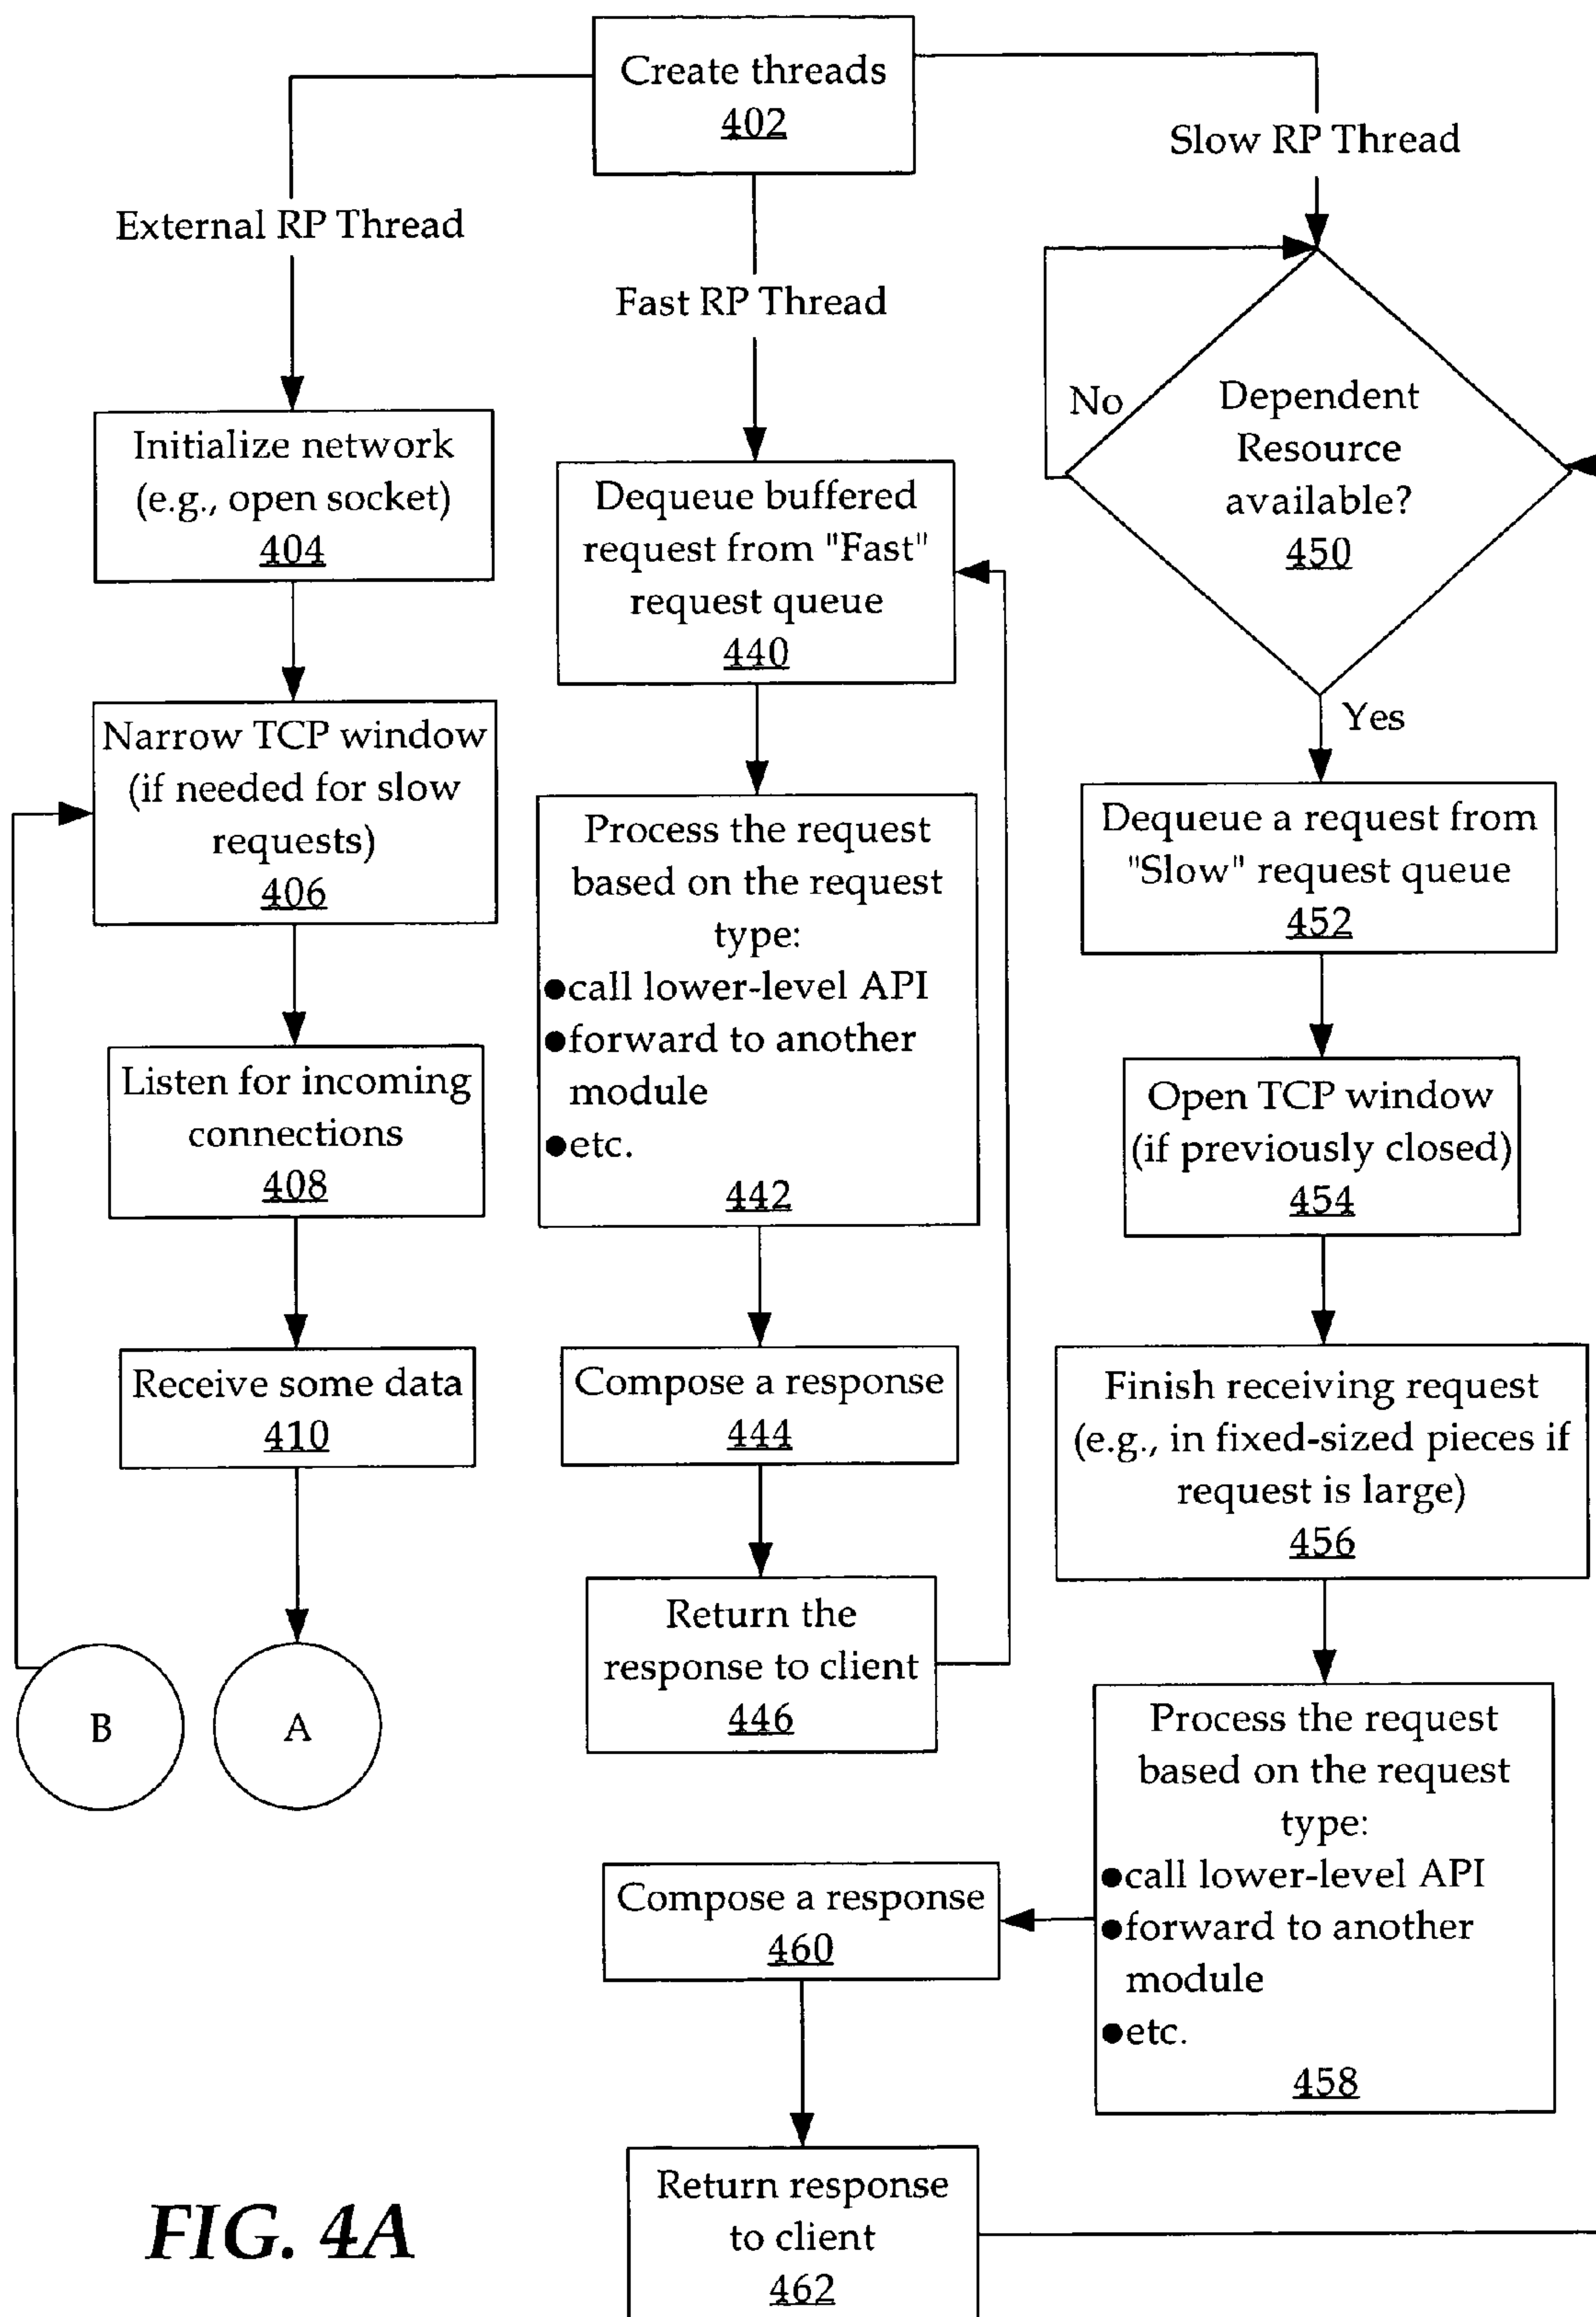 Create threads
402
Slow RP Thread
External RP Thread
Fast RP Thread
Initialize network
(e.g., open socket)
404
Narrow TCP window
(if needed for slow
requests)
406
Listen for incoming
connections
408
Receive some data
410
B
A
Dequeue buffered
request from "Fast"
request queue
440
Process the request
based on the request
type:
●call lower-level API
●forward to another
module
●etc.
442
Compose a response
444
Return the
response to client
446
No
Dependent
Resource
available?
450
Yes
Dequeue a request from
"Slow" request queue
452
Open TCP window
(if previously closed)
454
Finish receiving request
(e.g., in fixed-sized pieces if
request is large)
456
Process the request
based on the request
type:
●call lower-level API
●forward to another
module
●etc.
458
Compose a response
460
Return response
to client
462
FIG. 4A